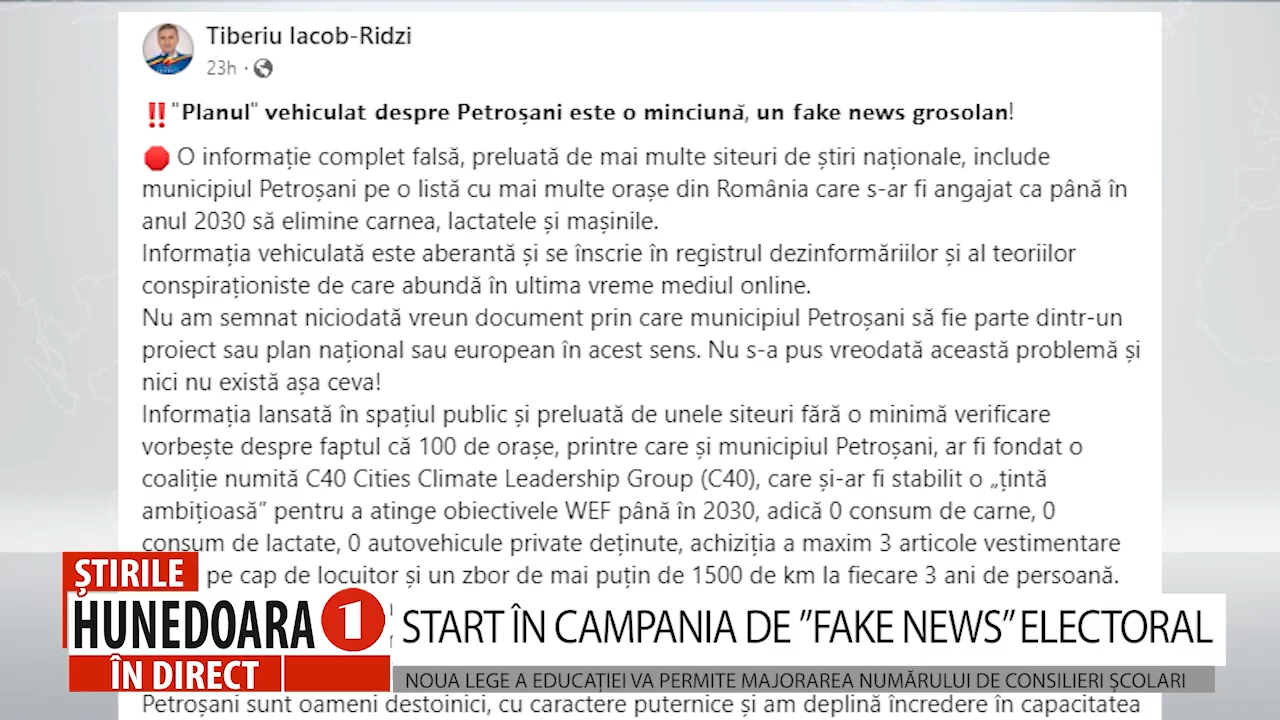 Tiberiu Iacob-Ridzi
23h ·
‼️"Planul" vehiculat despre Petroșani este o minciună, un fake news grosolan!
🛑 O informație complet falsă, preluată de mai multe siteuri de știri naționale, include
municipiul Petroșani pe o listă cu mai multe orașe din România care s-ar fi angajat ca până în
anul 2030 să elimine carnea, lactatele și mașinile.
Informația vehiculată este aberantă și se înscrie în registrul dezinformăriilor și al teoriilor
conspiraționiste de care abundă în ultima vreme mediul online.
Nu am semnat niciodată vreun document prin care municipiul Petroșani să fie parte dintr-un
proiect sau plan național sau european în acest sens. Nu s-a pus vreodată această problemă și
nici nu există așa ceva!
Informația lansată în spațiul public și preluată de unele siteuri fără o minimă verificare
vorbește despre faptul că 100 de orașe, printre care și municipiul Petroșani, ar fi fondat o
coaliție numită C40 Cities Climate Leadership Group (C40), care și-ar fi stabilit o „țintă
ambițioasă” pentru a atinge obiectivele WEF până în 2030, adică 0 consum de carne, 0
consum de lactate, 0 autovehicule private deținute, achiziția a maxim 3 articole vestimentare
pe cap de locuitor și un zbor de mai puțin de 1500 de km la fiecare 3 ani de persoană.
ȘTIRILE
HUNEDOARA 1
ÎN DIRECT
START ÎN CAMPANIA DE ”FAKE NEWS” ELECTORAL
NOUA LEGE A EDUCAȚIEI VA PERMITE MAJORAREA NUMĂRULUI DE CONSILIERI ȘCOLARI
Petroșani sunt oameni destoinici, cu caractere puternice și am deplină încredere în capacitatea